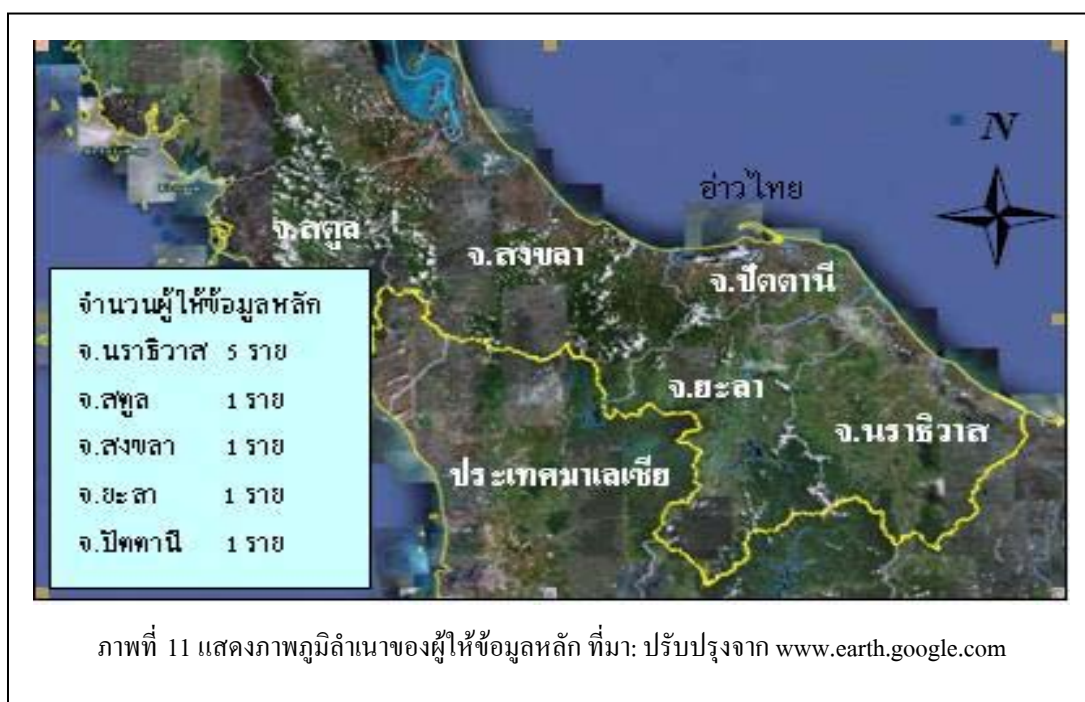 N
อ่าวไทย
จ.สตูล
จ.สงขลา
จ.ปัตตานี
จ.ยะลา
จ.นราธิวาส
ประเทศมาเลเซีย
จำนวนผู้ให้ข้อมูลหลัก
จ.นราธิวาส 5 ราย
จ.สตูล 1 ราย
จ.สงขลา 1 ราย
จ.ยะลา 1 ราย
จ.ปัตตานี 1 ราย
ภาพที่ 11 แสดงภาพภูมิลำเนาของผู้ให้ข้อมูลหลัก ที่มา: ปรับปรุงจาก www.earth.google.com